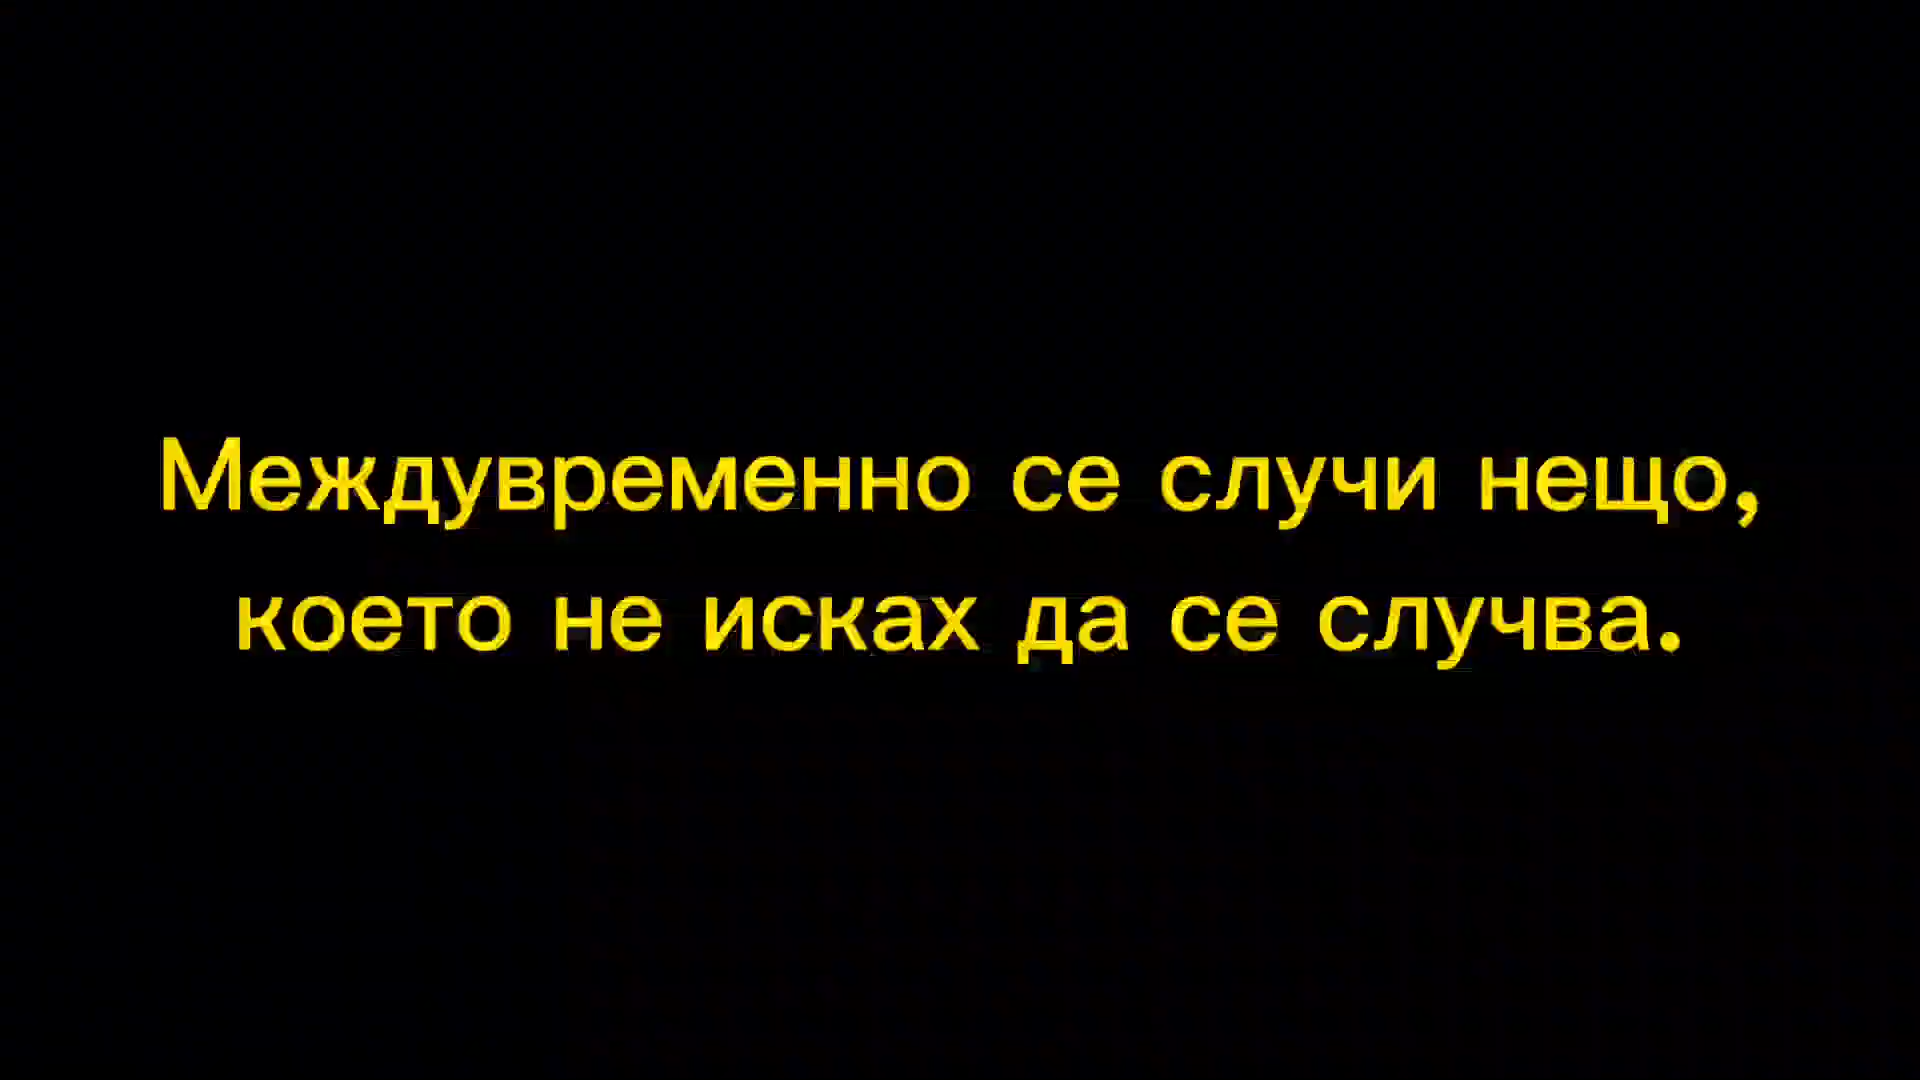 Междувременно се случи нещо,
което не исках да се случва.